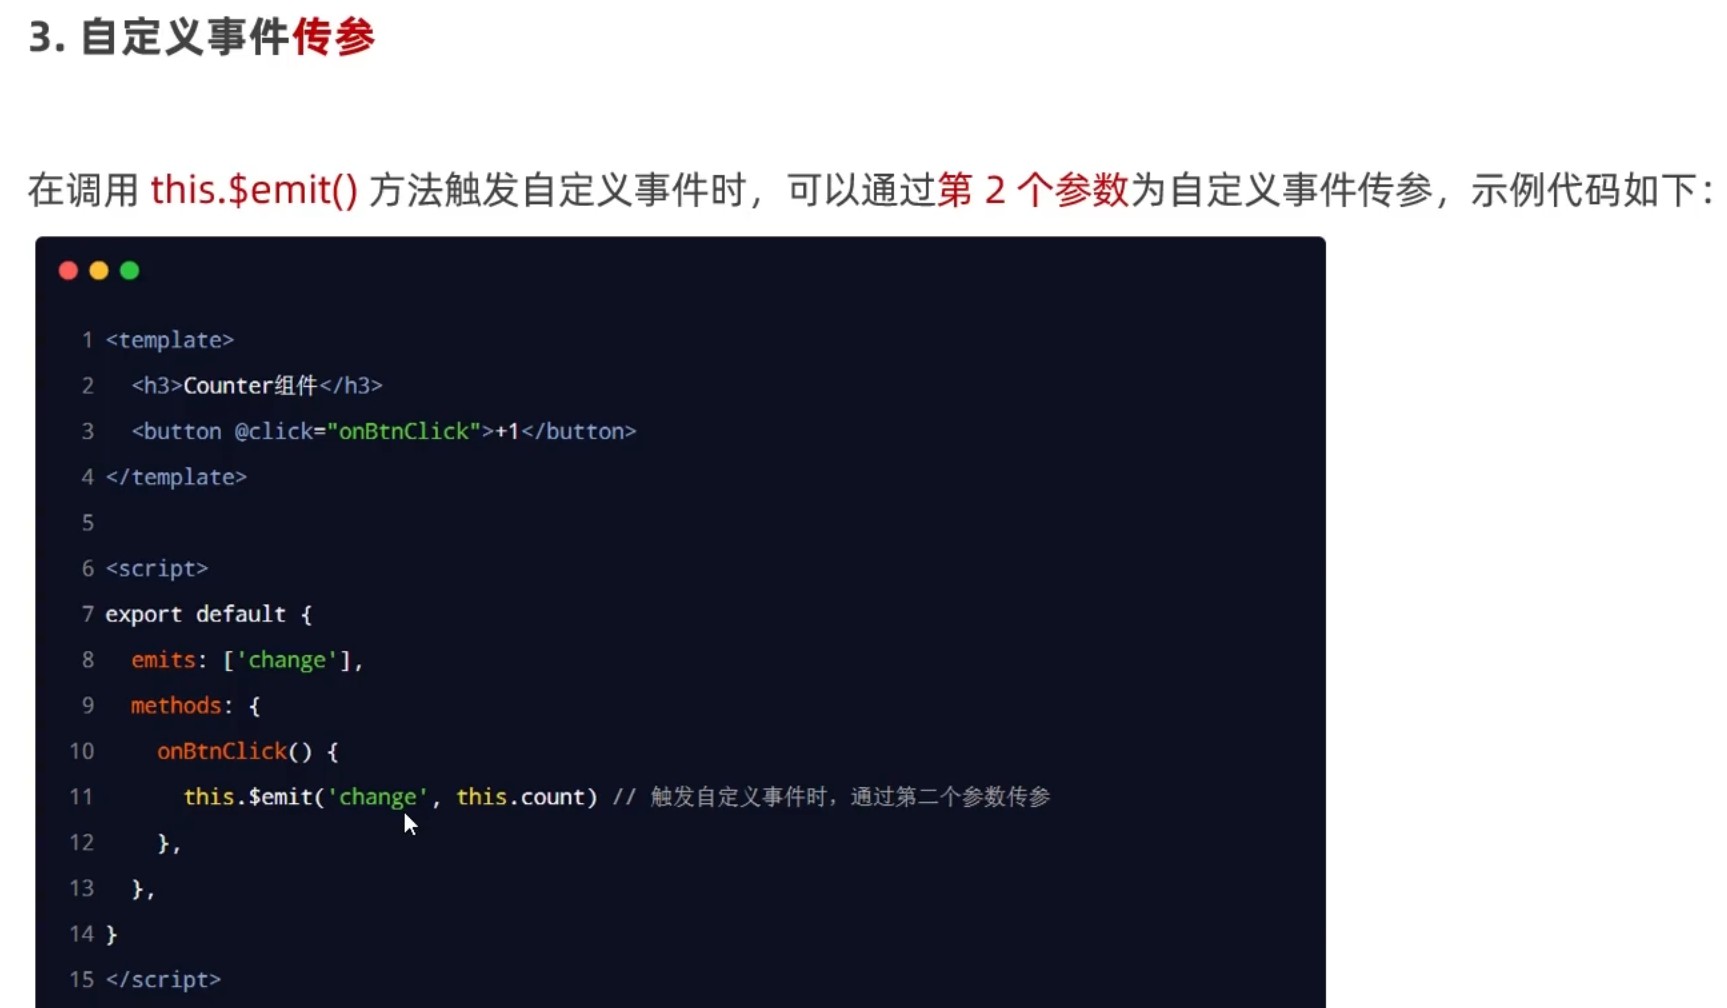 3. 自定义事件传参
在调用 this.$emit() 方法触发自定义事件时，可以通过第 2 个参数为自定义事件传参，示例代码如下：
1 <template>
2   <h3>Counter组件</h3>
3   <button @click="onBtnClick">+1</button>
4 </template>
5
6 <script>
7 export default {
8   emits: ['change'],
9   methods: {
10     onBtnClick() {
11       this.$emit('change', this.count) // 触发自定义事件时，通过第二个参数传参
12     },
13   },
14 }
15 </script>